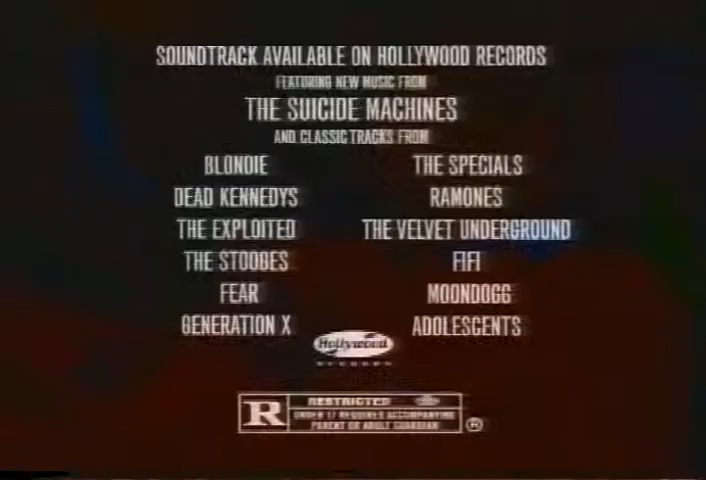 SOUNDTRACK AVAILABLE ON HOLLYWOOD RECORDS
FEATURING NEW MUSIC FROM
THE SUICIDE MACHINES
AND CLASSIC TRACKS FROM
BLONDIE THE SPECIALS
DEAD KENNEDYS RAMONES
THE EXPLOITED THE VELVET UNDERGROUND
THE STOOGES FIFI
FEAR MOONDOGG
GENERATION X ADOLESCENTS
Hollywood
RECORDS
R RESTRICTED
UNDER 17 REQUIRES ACCOMPANYING
PARENT OR ADULT GUARDIAN
®